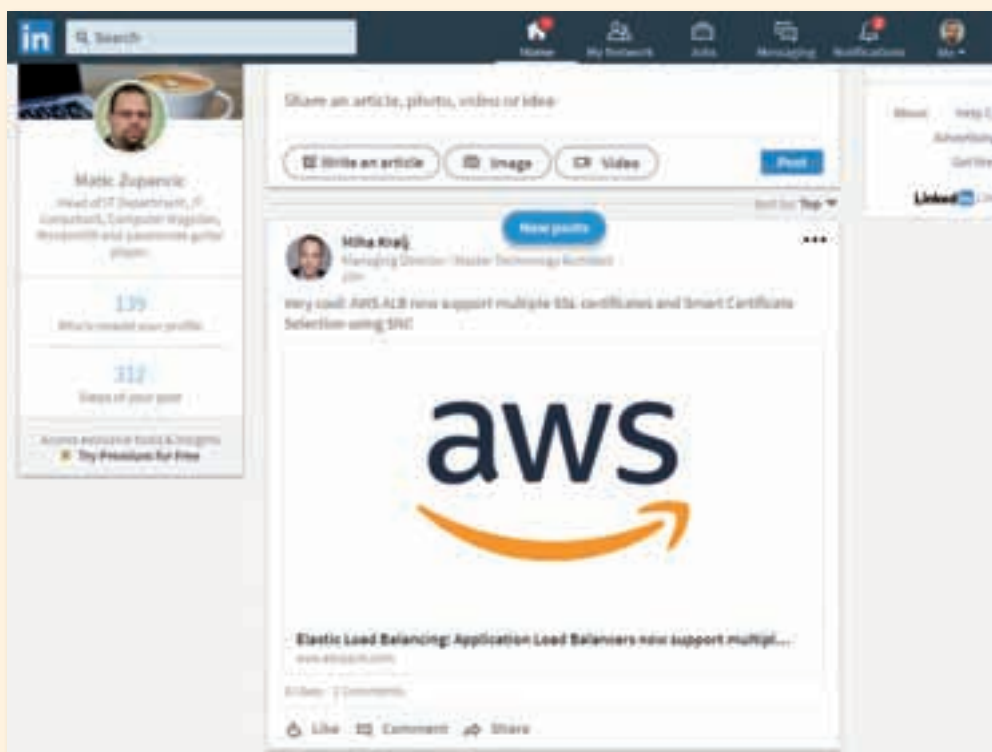 in
Search
Home
My Network
Jobs
Messaging
Notifications
Me
Matic Zupancic
Head of IT Department, IT
Consultant, Computer Magician,
and passionate guitar
player.
139
Who's viewed your profile
312
Views of your post
Access exclusive tools & insights
Try Premium for Free
Share an article, photo, video or idea
Write an article
Image
Video
Post
Sort by: Top
New posts
Miha Kralj
Managing Director - Master Technology Architect
Very cool: AWS ALB now support multiple SSL certificates and Smart Certificate
Selection using SNI!
aws
Elastic Load Balancing: Application Load Balancers now support multipl...
Like
Comment
Share
About
Help C
Advertising
Linked in